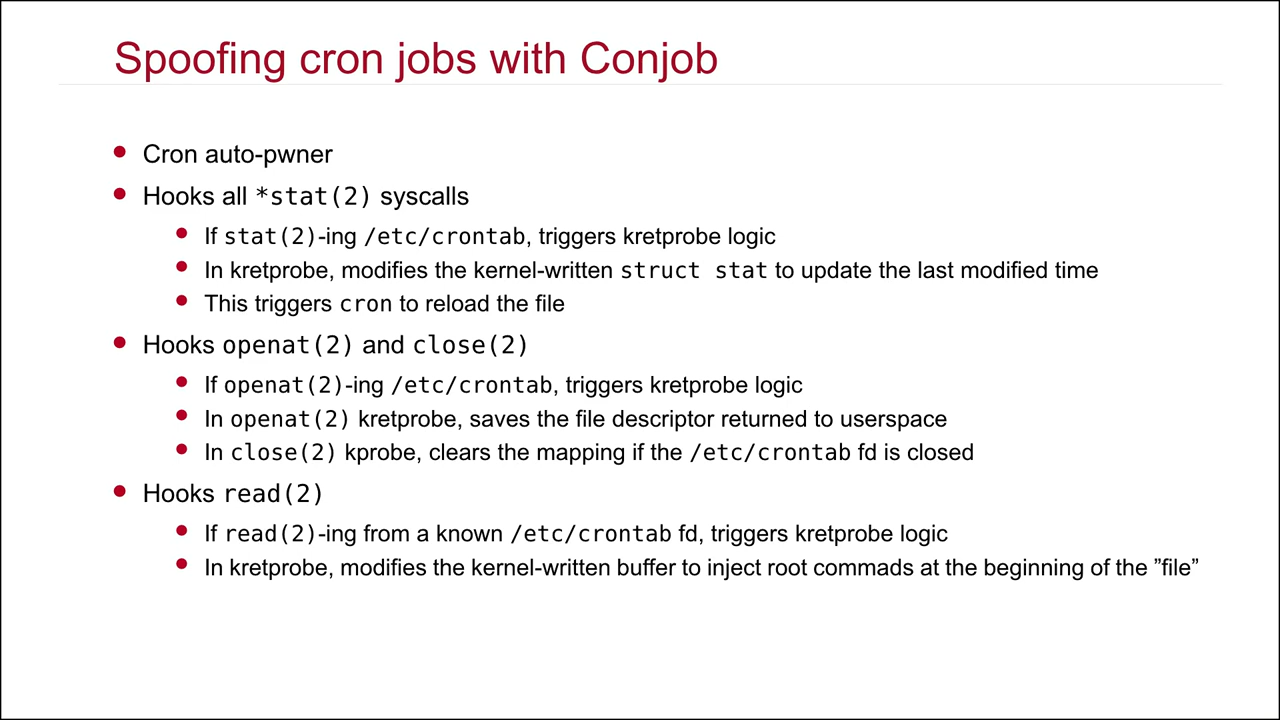 Spoofing cron jobs with Conjob
Cron auto-pwner
Hooks all *stat(2) syscalls
If stat(2)-ing /etc/crontab, triggers kretprobe logic
In kretprobe, modifies the kernel-written struct stat to update the last modified time
This triggers cron to reload the file
Hooks openat(2) and close(2)
If openat(2)-ing /etc/crontab, triggers kretprobe logic
In openat(2) kretprobe, saves the file descriptor returned to userspace
In close(2) kprobe, clears the mapping if the /etc/crontab fd is closed
Hooks read(2)
If read(2)-ing from a known /etc/crontab fd, triggers kretprobe logic
In kretprobe, modifies the kernel-written buffer to inject root commads at the beginning of the ”file”